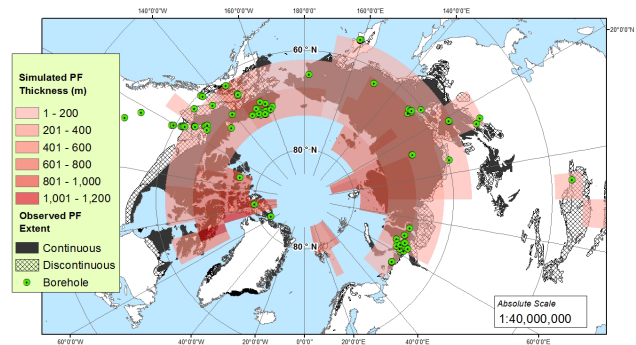 140°0'0"W
160°0'0"W
180°0'0"
160°0'0"E
140°0'0"E
20°0'0"N
60° N
80° N
80° N
Simulated PF
Thickness (m)
1 - 200
201 - 400
401 - 600
601 - 800
801 - 1,000
1,001 - 1,200
Observed PF
Extent
Continuous
Discontinuous
Borehole
Absolute Scale
1:40,000,000
60°0'0"W
40°0'0"W
20°0'0"W
0°0'0"
20°0'0"E
40°0'0"E
60°0'0"E